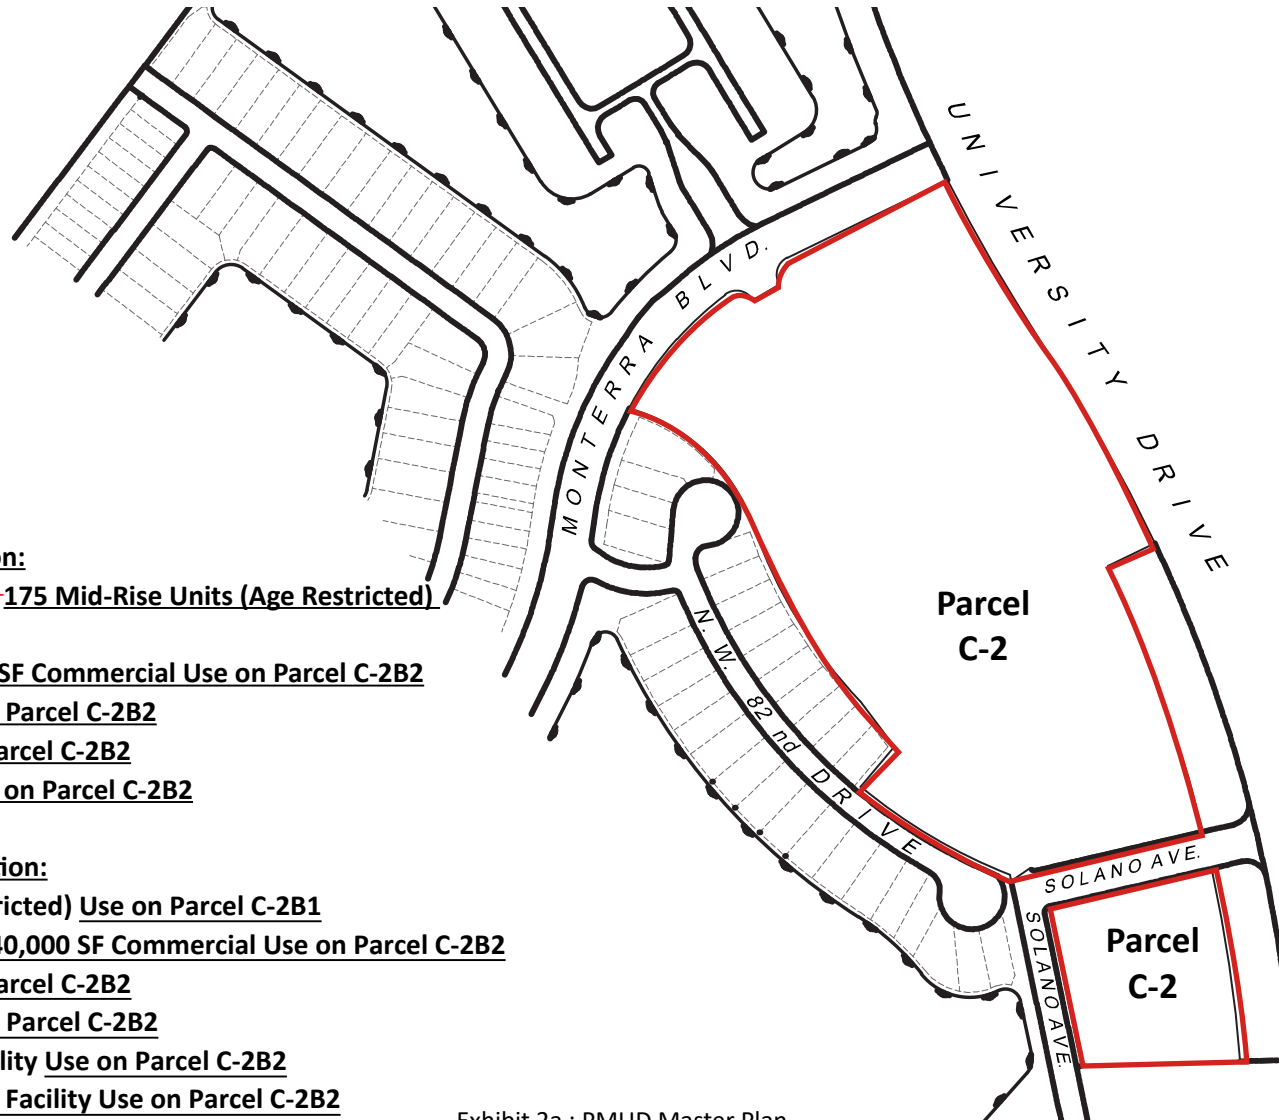 UNIVERSITY DRIVE
MONTERRA BLVD.
on:
175 Mid-Rise Units (Age Restricted)
SF Commercial Use on Parcel C-2B2
Parcel C-2B2
arcel C-2B2
on Parcel C-2B2
tion:
ricted) Use on Parcel C-2B1
40,000 SF Commercial Use on Parcel C-2B2
arcel C-2B2
Parcel C-2B2
lity Use on Parcel C-2B2
Facility Use on Parcel C-2B2
N. W. 82nd DRIVE
Parcel
C-2
SOLANO AVE.
SOLANO AVE.
Parcel
C-2